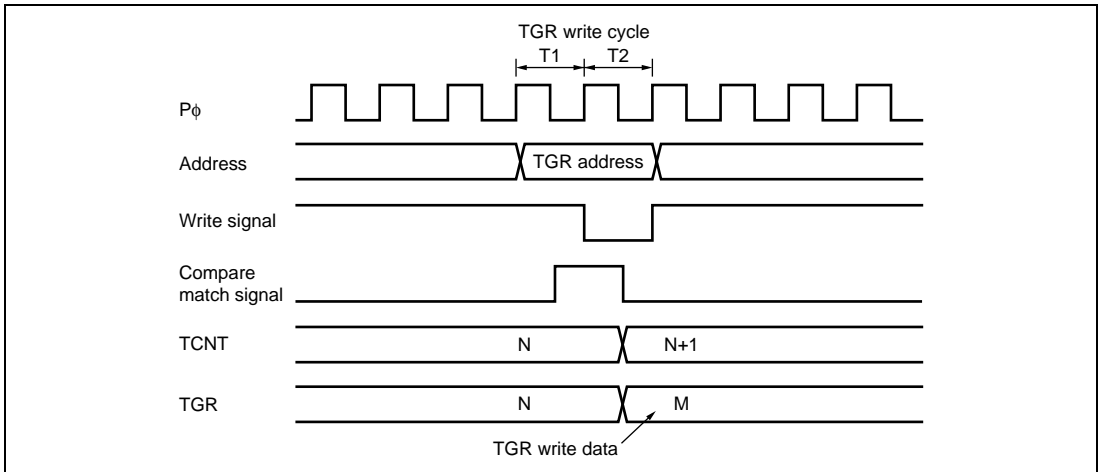 TGR write cycle
T1 T2
Pϕ
Address TGR address
Write signal
Compare
match signal
TCNT N N+1
TGR N M
TGR write data